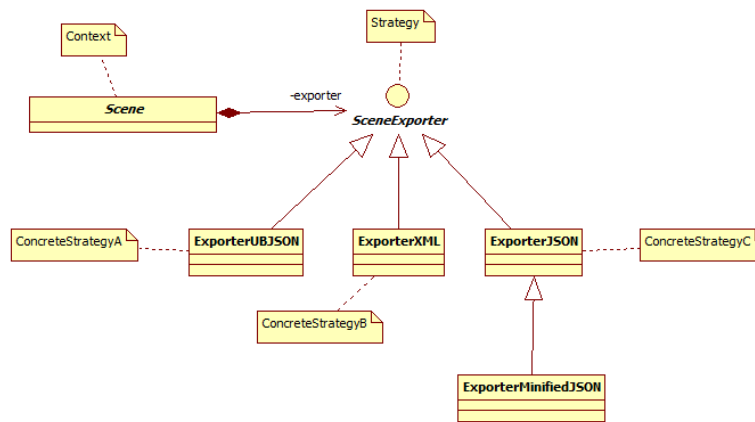 Strategy
Context
-exporter
Scene
SceneExporter
ConcreteStrategyA
ExporterUBJSON
ExporterXML
ExporterJSON
ConcreteStrategyC
ConcreteStrategyB
ExporterMinifiedJSON